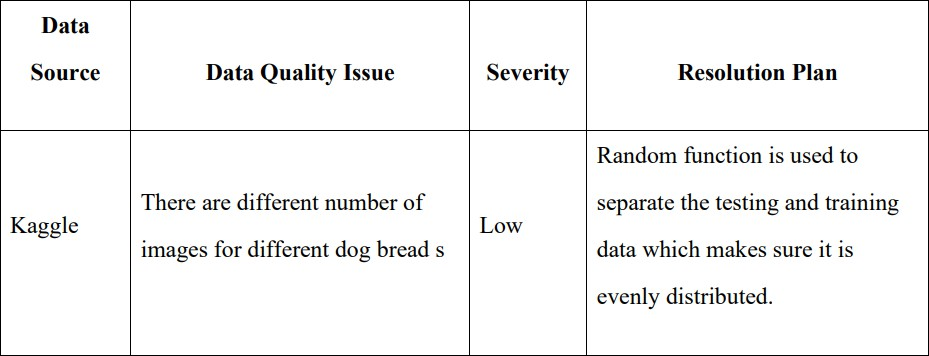 Data
Source
Data Quality Issue
Severity
Resolution Plan
Kaggle
There are different number of
images for different dog bread s
Low
Random function is used to
separate the testing and training
data which makes sure it is
evenly distributed.